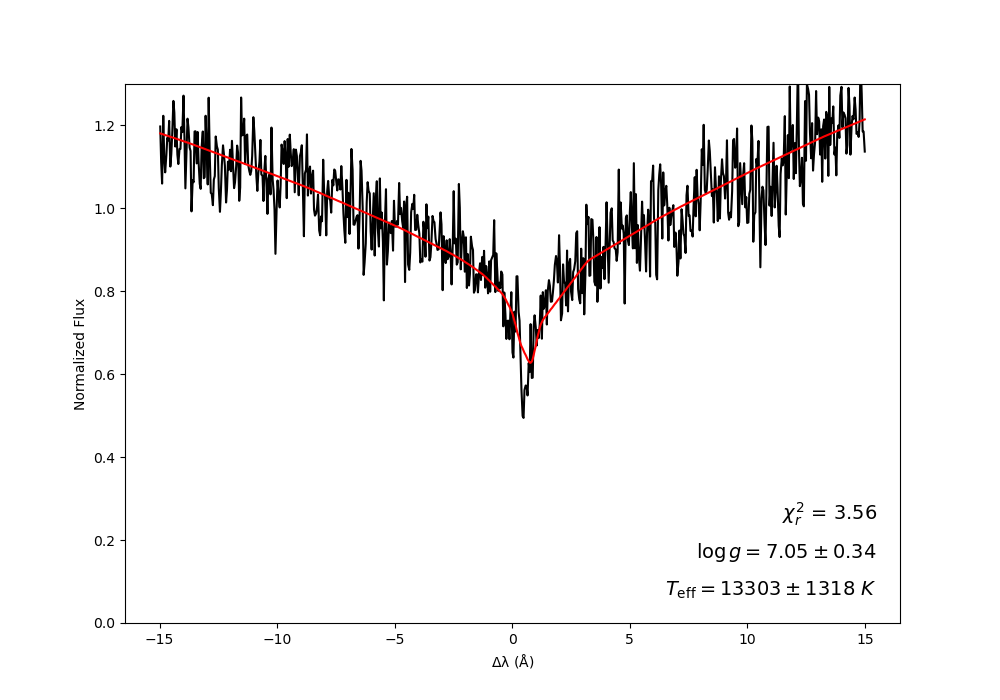 1.2
1.0
0.8
0.6
0.4
0.2
0.0
Normalized Flux
χ²ᵣ = 3.56
log g = 7.05 ± 0.34
T_eff = 13303 ± 1318 K
−15 −10 −5 0 5 10 15
Δλ (Å)